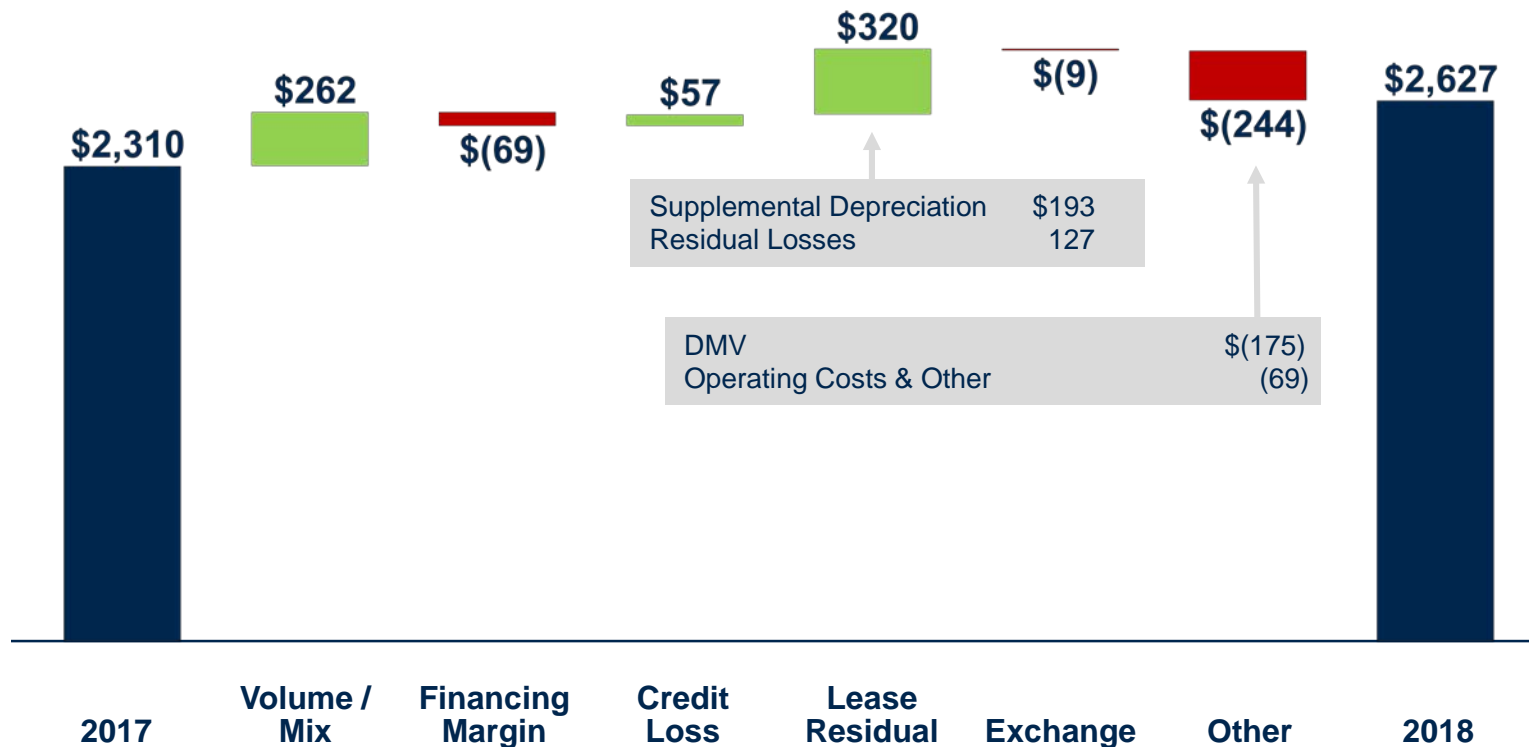 $2,310
$262
$(69)
$57
$320
$(9)
$(244)
$2,627
Supplemental Depreciation $193
Residual Losses 127
DMV $(175)
Operating Costs & Other (69)
2017
Volume /
Mix
Financing
Margin
Credit
Loss
Lease
Residual
Exchange
Other
2018